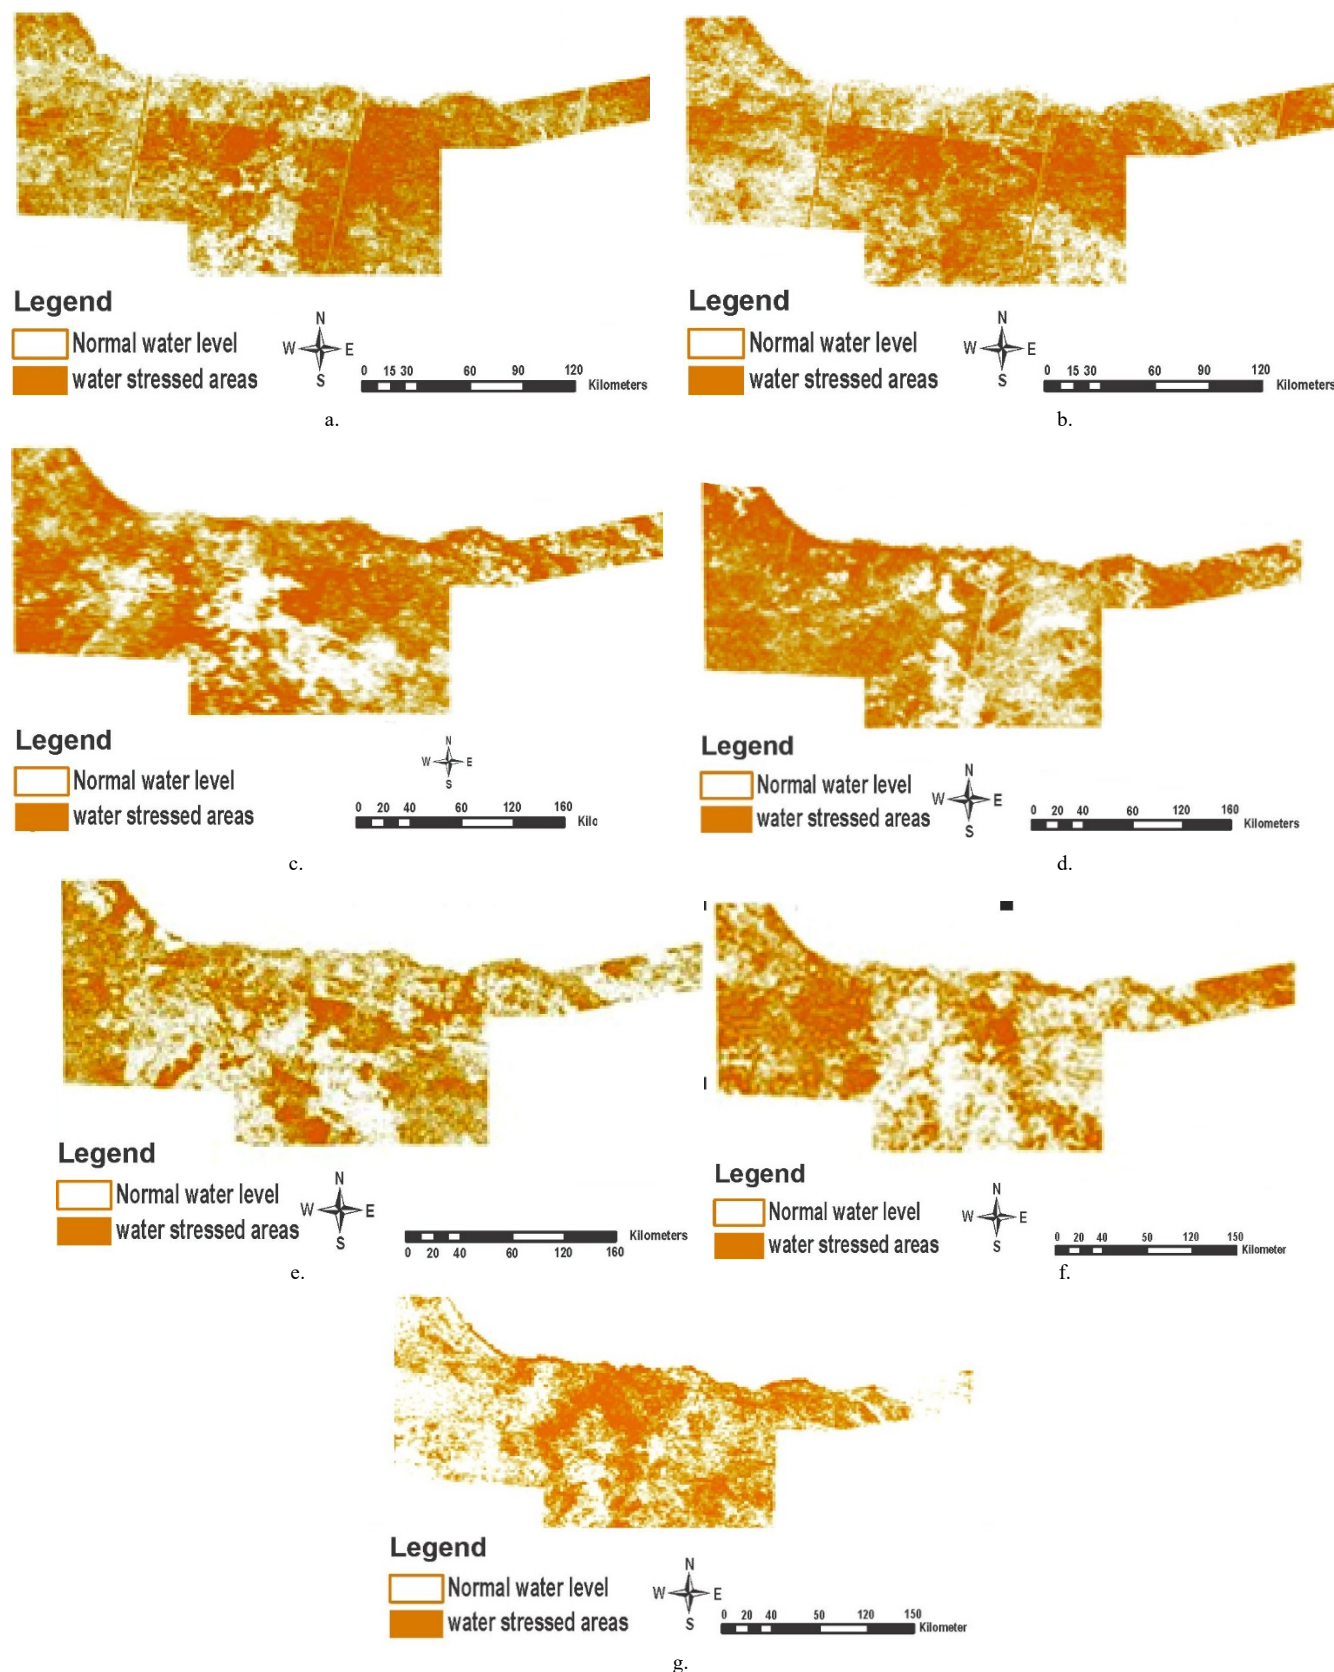 Legend
Normal water level
water stressed areas
N
W E
S
0 15 30 60 90 120
Kilometers
a.
Legend
Normal water level
water stressed areas
N
W E
S
0 15 30 60 90 120
Kilometers
b.
Legend
Normal water level
water stressed areas
N
W E
S
0 20 40 60 120 160
Kilo
c.
Legend
Normal water level
water stressed areas
N
W E
S
0 20 40 60 120 160
Kilometers
d.
Legend
Normal water level
water stressed areas
N
W E
S
0 20 40 60 120 160
Kilometers
e.
Legend
Normal water level
water stressed areas
N
W E
S
0 20 40 50 120 150
Kilometer
f.
Legend
Normal water level
water stressed areas
N
W E
S
0 20 40 50 120 150
Kilometer
g.